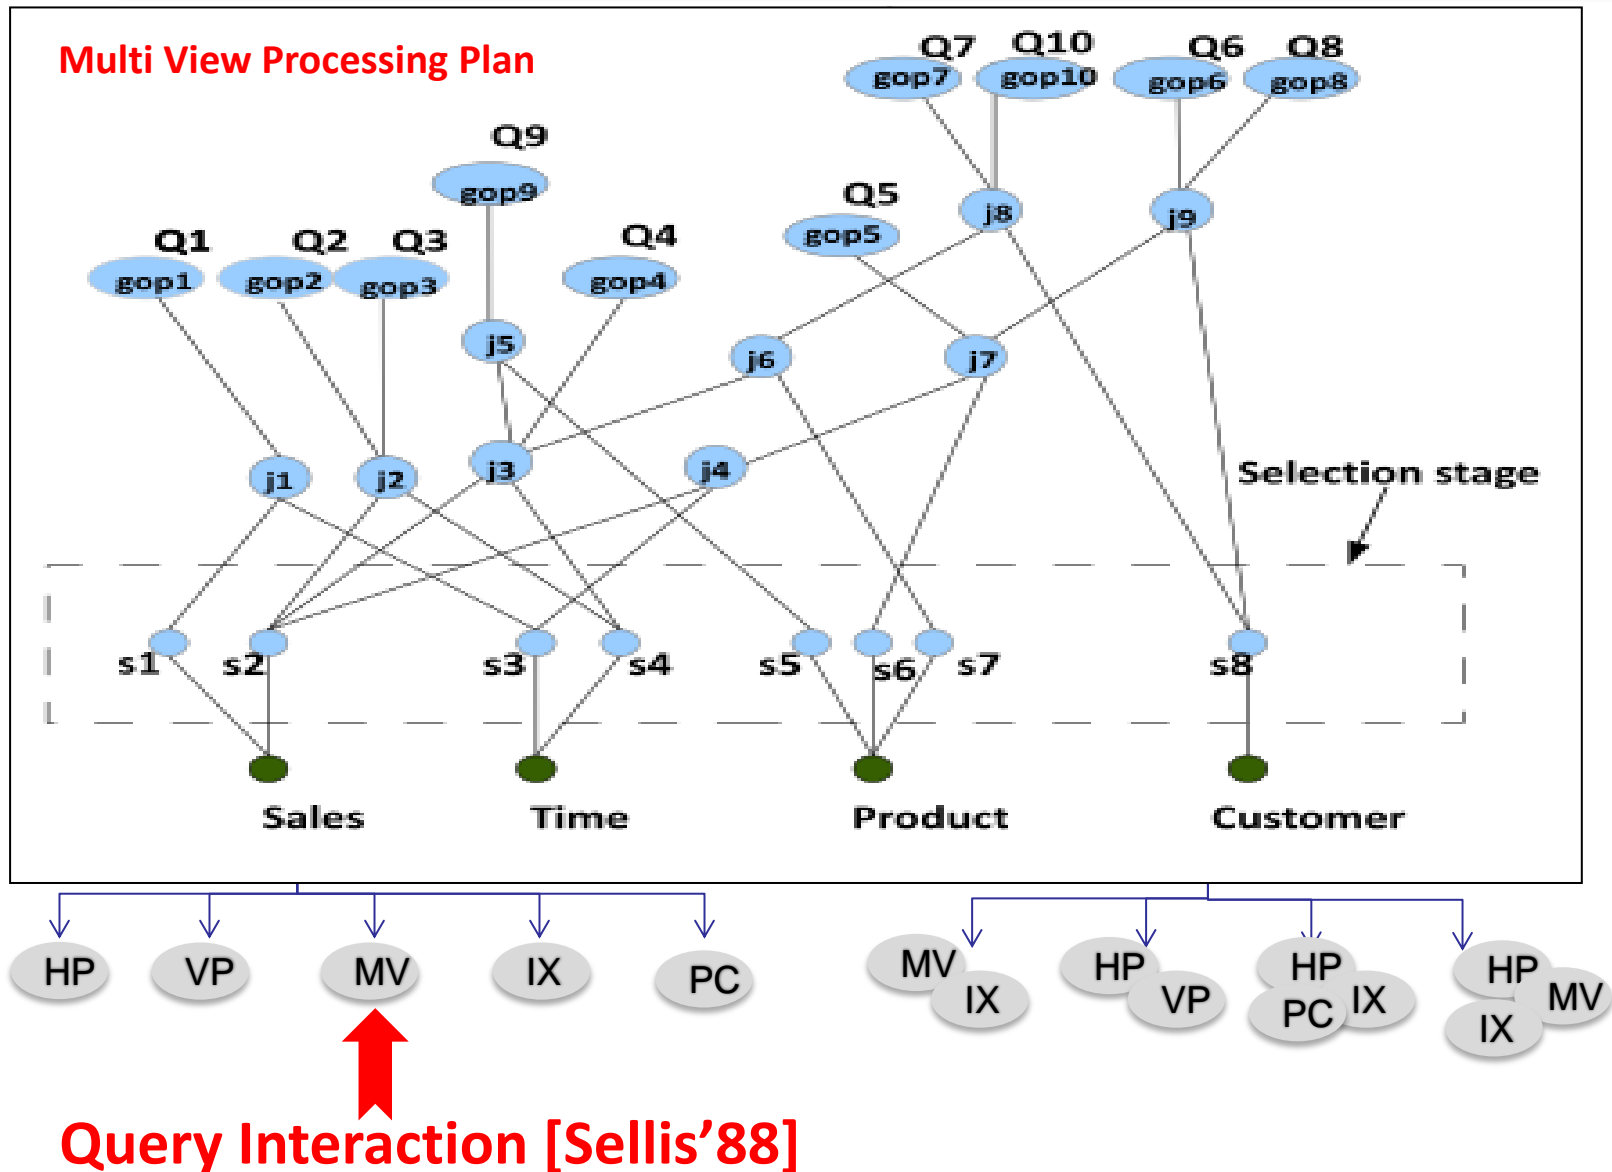 Multi View Processing Plan
Q7 Q10 Q6 Q8
gop7 gop10 gop6 gop8
Q9
gop9
Q5
gop5
j8 j9
Q1 Q2 Q3 Q4
gop1 gop2 gop3 gop4
j5 j6 j7
j1 j2 j3 j4
Selection stage
s1 s2 s3 s4 s5 s6 s7 s8
Sales Time Product Customer
HP VP MV IX PC
MV IX
HP VP
HP PC IX
HP MV IX
Query Interaction [Sellis’88]